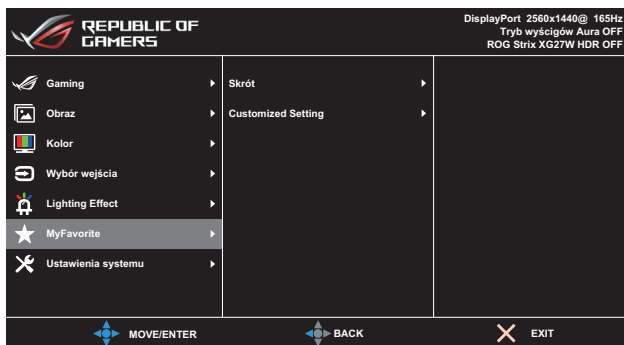 REPUBLIC OF
GAMERS
DisplayPort 2560x1440@ 165Hz
Tryb wyścigów Aura OFF
ROG Strix XG27W HDR OFF
Gaming
Obraz
Kolor
Wybór wejścia
Lighting Effect
MyFavorite
Ustawienia systemu
Skrót
Customized Setting
MOVE/ENTER
BACK
EXIT